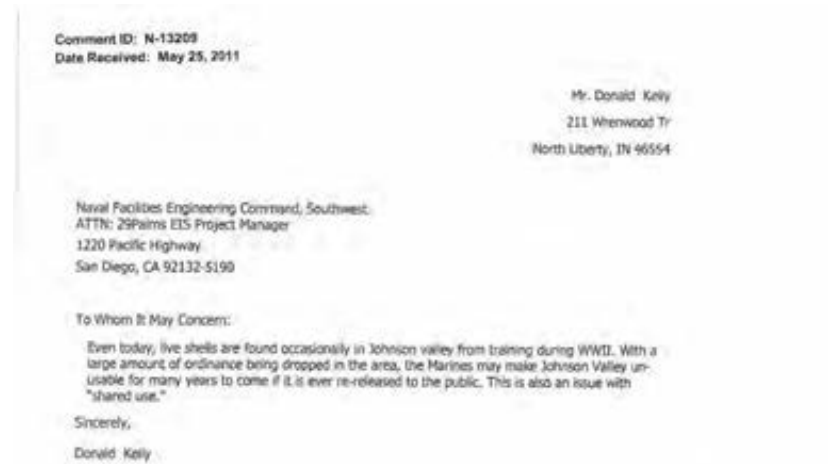 Comment ID: N-13209
Date Received: May 25, 2011
Mr. Donald Kelly
211 Wrenwood Tr
North Liberty, IN 46554
Naval Facilities Engineering Command, Southwest.
ATTN: 29Palms EIS Project Manager
1220 Pacific Highway
San Diego, CA 92132-5190
To Whom It May Concern:
Even today, live shells are found occasionally in Johnson valley from training during WWII. With a
large amount of ordinance being dropped in the area, the Marines may make Johnson Valley un-
usable for many years to come if it is ever re-released to the public. This is also an issue with
"shared use."
Sincerely,
Donald Kelly